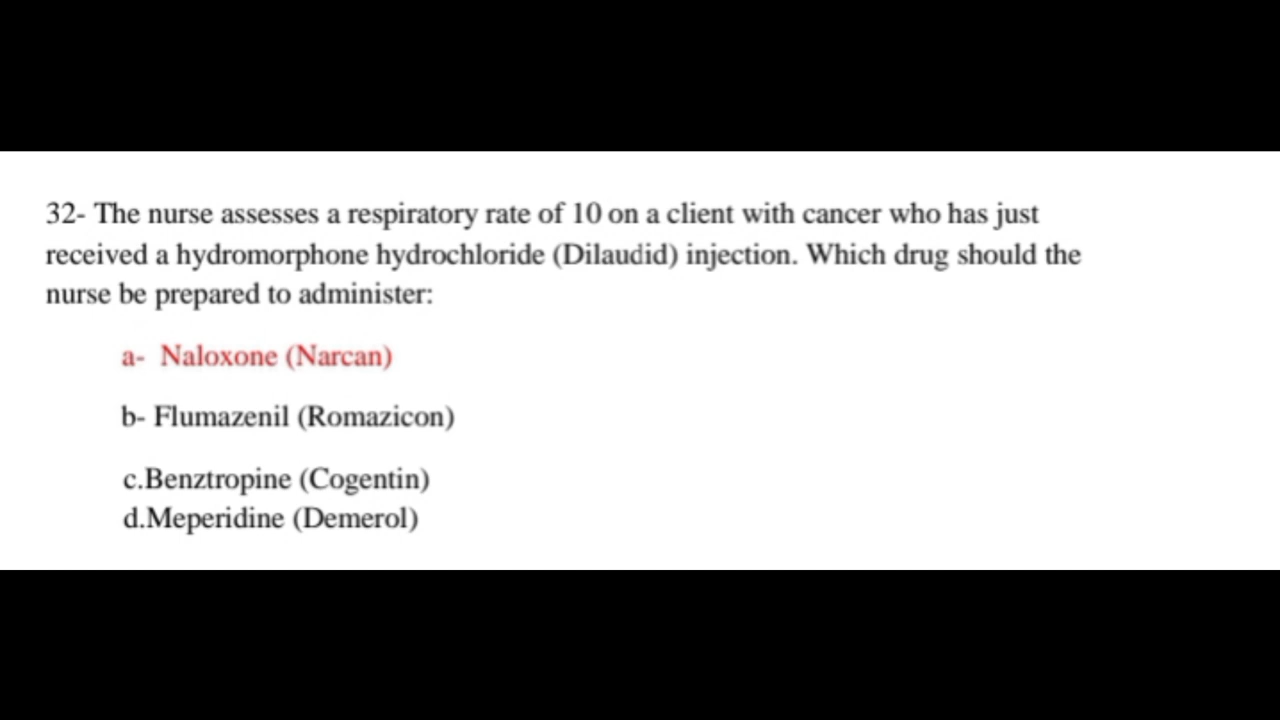 32- The nurse assesses a respiratory rate of 10 on a client with cancer who has just
received a hydromorphone hydrochloride (Dilaudid) injection. Which drug should the
nurse be prepared to administer:
a- Naloxone (Narcan)
b- Flumazenil (Romazicon)
c.Benztropine (Cogentin)
d.Meperidine (Demerol)